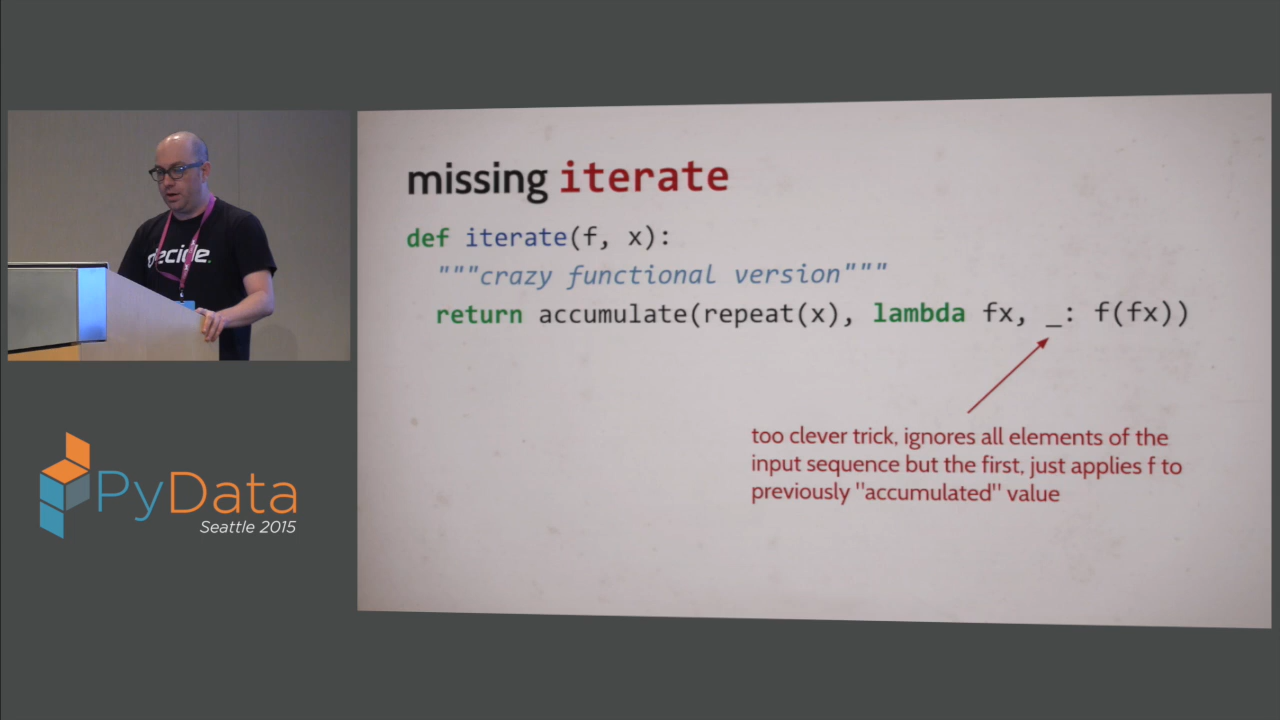 missing iterate
def iterate(f, x):
"""crazy functional version"""
return accumulate(repeat(x), lambda fx, _: f(fx))
too clever trick, ignores all elements of the
input sequence but the first, just applies f to
previously "accumulated" value
decide.
PyData
Seattle 2015